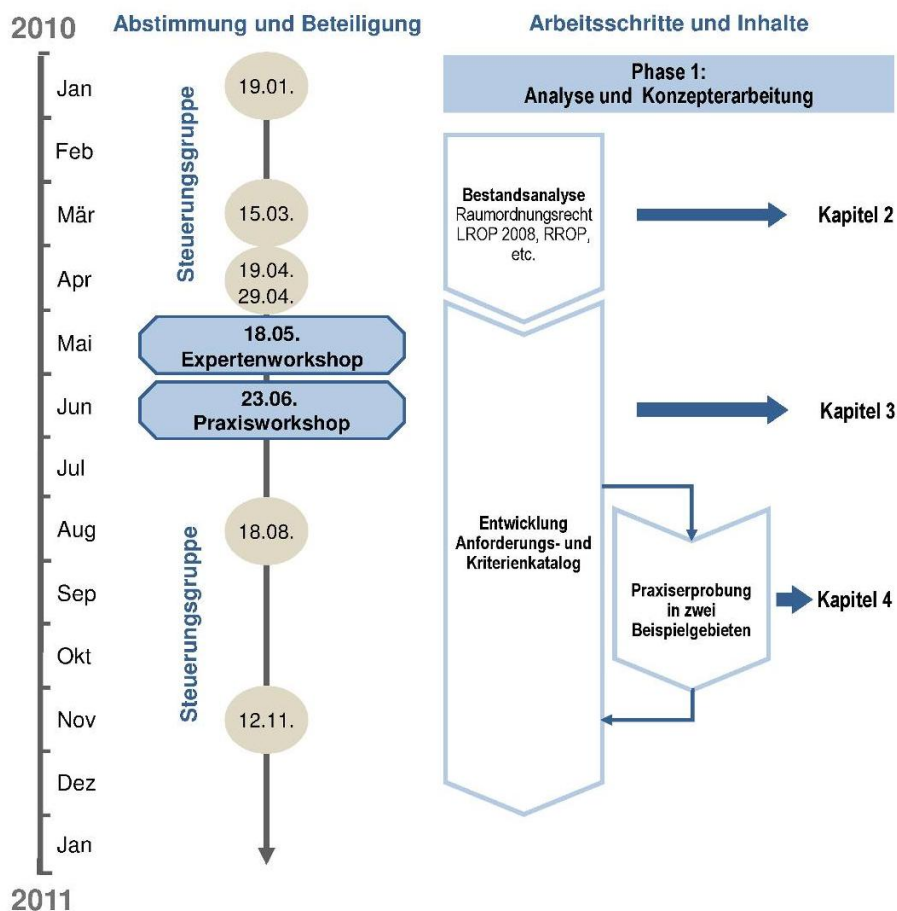 2010
Abstimmung und Beteiligung
Arbeitsschritte und Inhalte
Jan
Feb
Mär
Apr
Mai
Jun
Jul
Aug
Sep
Okt
Nov
Dez
Jan
2011
Steuerungsgruppe
19.01.
15.03.
19.04.
29.04.
18.05.
Expertenworkshop
23.06.
Praxisworkshop
Steuerungsgruppe
18.08.
12.11.
Phase 1:
Analyse und Konzepterarbeitung
Bestandsanalyse
Raumordnungsrecht
LROP 2008, RROP,
etc.
Kapitel 2
Kapitel 3
Entwicklung
Anforderungs- und
Kriterienkatalog
Praxiserprobung
in zwei
Beispielgebieten
Kapitel 4